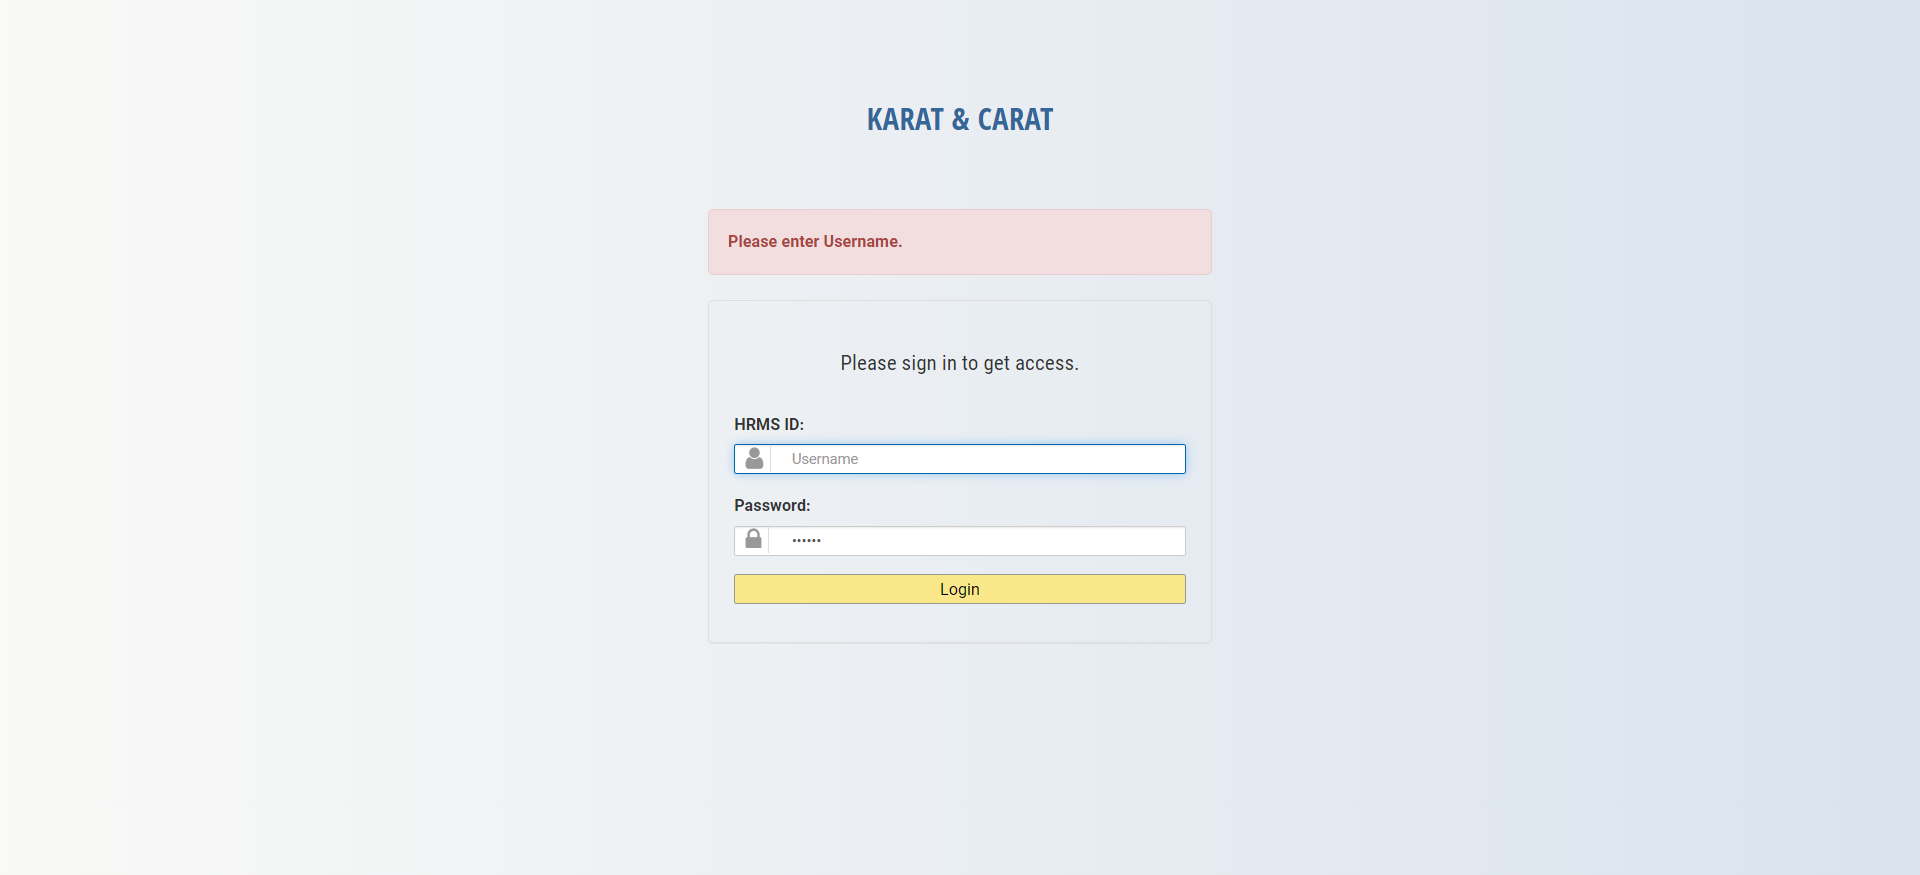 KARAT & CARAT
Please enter Username.
Please sign in to get access.
HRMS ID:
Username
Password:
••••••
Login